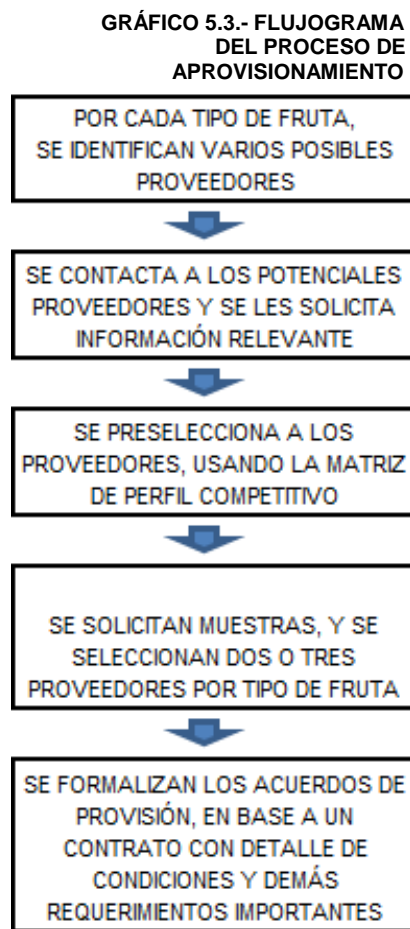 GRÁFICO 5.3.- FLUJOGRAMA
DEL PROCESO DE
APROVISIONAMIENTO
POR CADA TIPO DE FRUTA,
SE IDENTIFICAN VARIOS POSIBLES
PROVEEDORES
SE CONTACTA A LOS POTENCIALES
PROVEEDORES Y SE LES SOLICITA
INFORMACIÓN RELEVANTE
SE PRESELECCIONA A LOS
PROVEEDORES, USANDO LA MATRIZ
DE PERFIL COMPETITIVO
SE SOLICITAN MUESTRAS, Y SE
SELECCIONAN DOS O TRES
PROVEEDORES POR TIPO DE FRUTA
SE FORMALIZAN LOS ACUERDOS DE
PROVISIÓN, EN BASE A UN
CONTRATO CON DETALLE DE
CONDICIONES Y DEMÁS
REQUERIMIENTOS IMPORTANTES